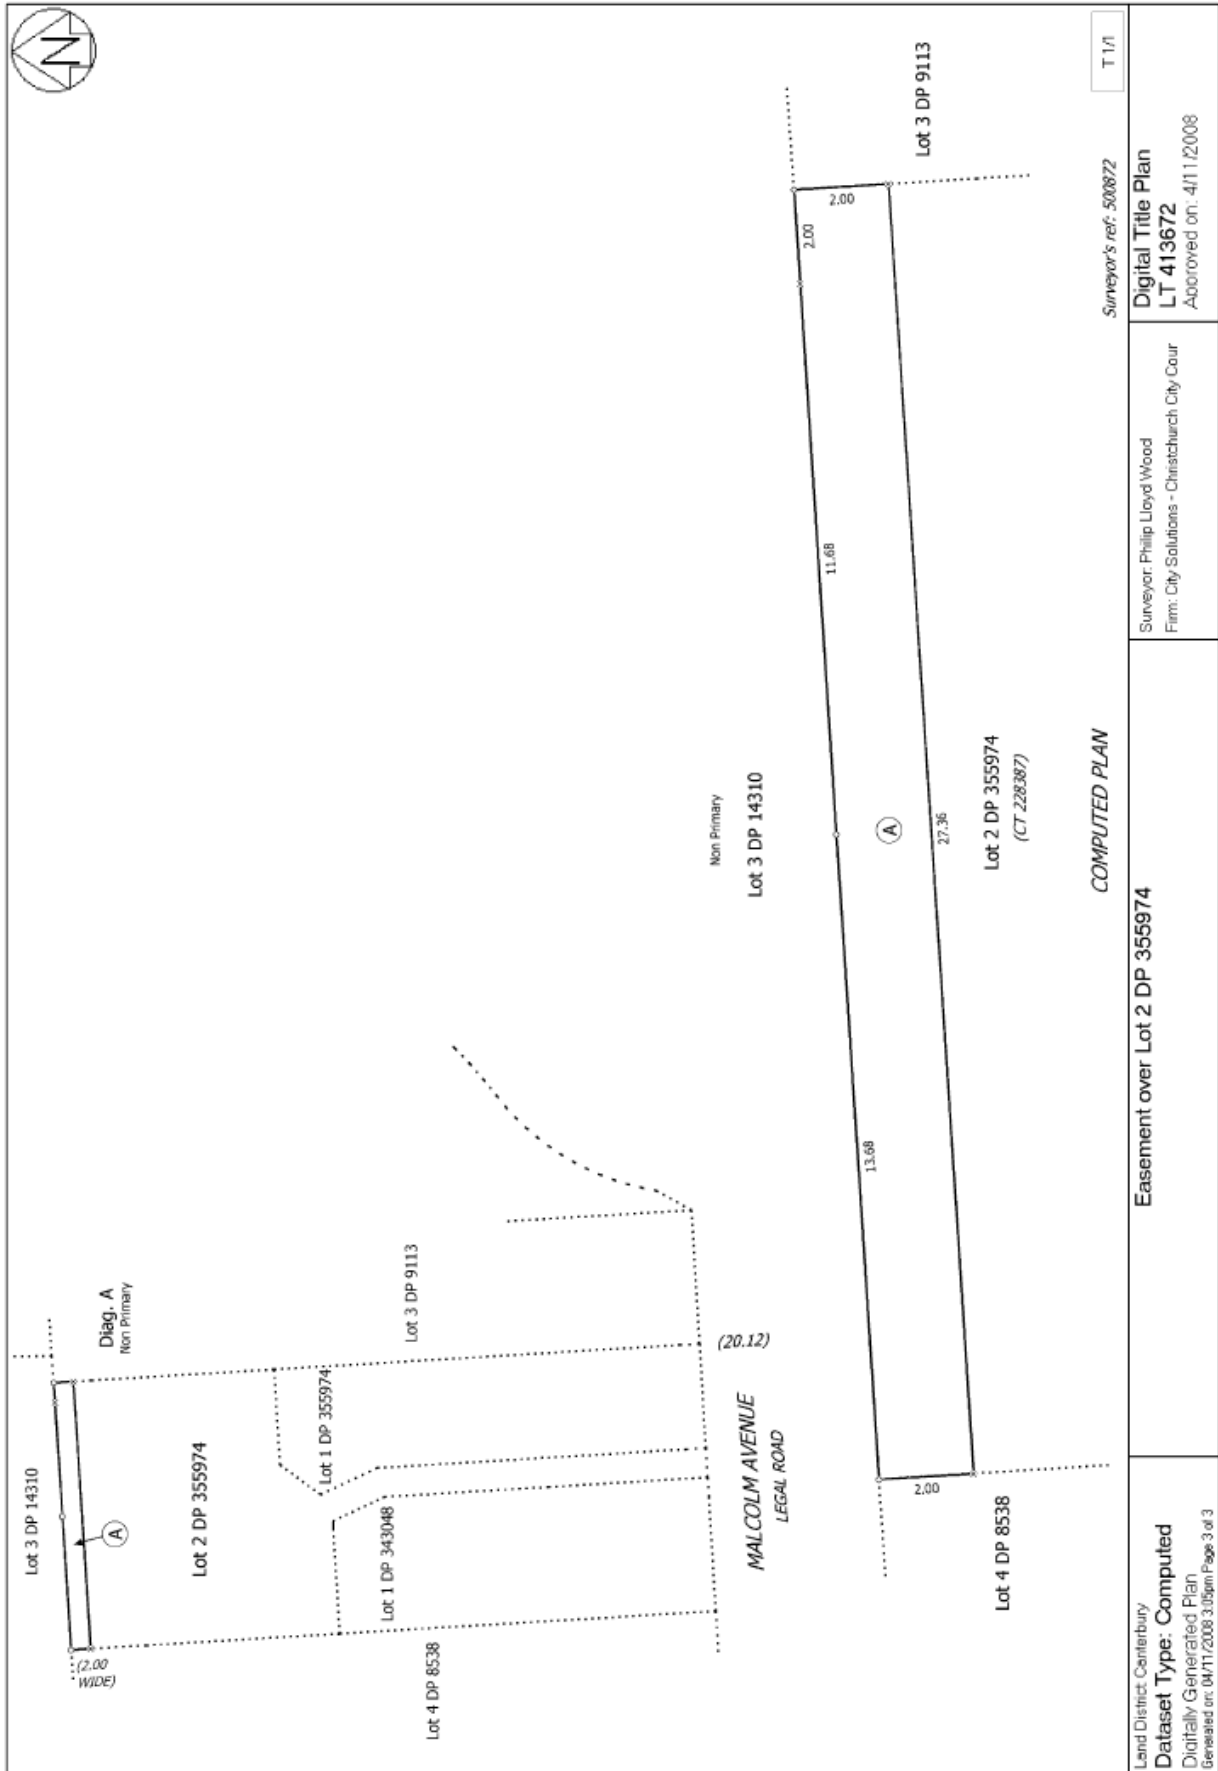 N
T 1/1
Lot 3 DP 14310
(2.00
WIDE)
A
Diag. A
Non Primary
Lot 2 DP 355974
Lot 1 DP 355974
Lot 1 DP 343048
Lot 3 DP 9113
Lot 4 DP 8538
(20.12)
MALCOLM AVENUE
LEGAL ROAD
Non Primary
Lot 3 DP 14310
Lot 3 DP 9113
2.00
2.00
11.68
13.68
A
27.36
2.00
Lot 2 DP 355974
(CT 228387)
Lot 4 DP 8538
COMPUTED PLAN
Surveyor's ref: 500872
Land District: Canterbury
Dataset Type: Computed
Digitally Generated Plan
Generated on: 04/11/2008 3:05pm Page 3 of 3
Easement over Lot 2 DP 355974
Surveyor: Philip Lloyd Wood
Firm: City Solutions - Christchurch City Cour
Digital Title Plan
LT 413672
Approved on: 4/11/2008